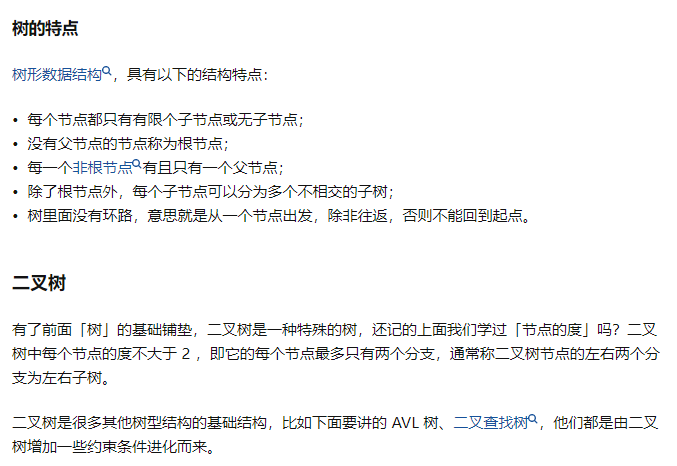 树的特点
树形数据结构，具有以下的结构特点：
• 每个节点都只有有限个子节点或无子节点；
• 没有父节点的节点称为根节点；
• 每一个非根节点有且只有一个父节点；
• 除了根节点外，每个子节点可以分为多个不相交的子树；
• 树里面没有环路，意思就是从一个节点出发，除非往返，否则不能回到起点。
二叉树
有了前面「树」的基础铺垫，二叉树是一种特殊的树，还记的上面我们学过「节点的度」吗？二叉
树中每个节点的度不大于 2 ，即它的每个节点最多只有两个分支，通常称二叉树节点的左右两个分
支为左右子树。
二叉树是很多其他树型结构的基础结构，比如下面要讲的 AVL 树、二叉查找树，他们都是由二叉
树增加一些约束条件进化而来。